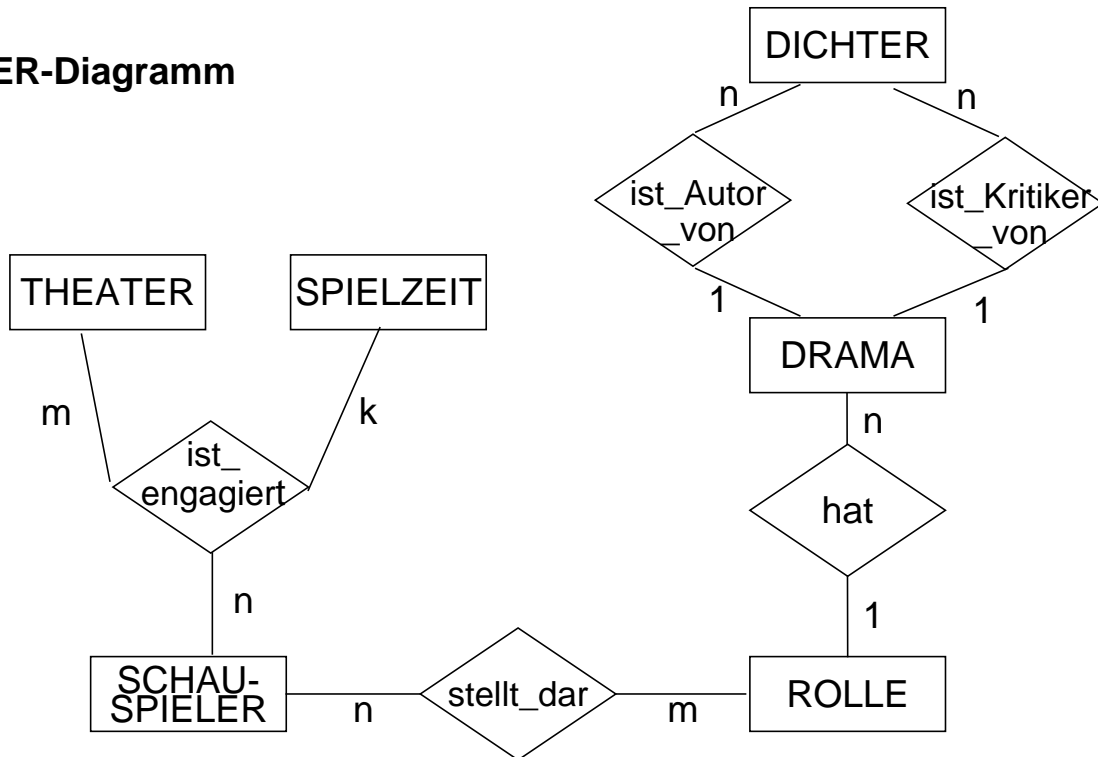 ER-Diagramm
DICHTER
n
n
ist_Autor
_von
ist_Kritiker
_von
1
1
THEATER
SPIELZEIT
DRAMA
m
k
n
ist_
engagiert
hat
n
1
SCHAU-
SPIELER
n
stellt_dar
m
ROLLE